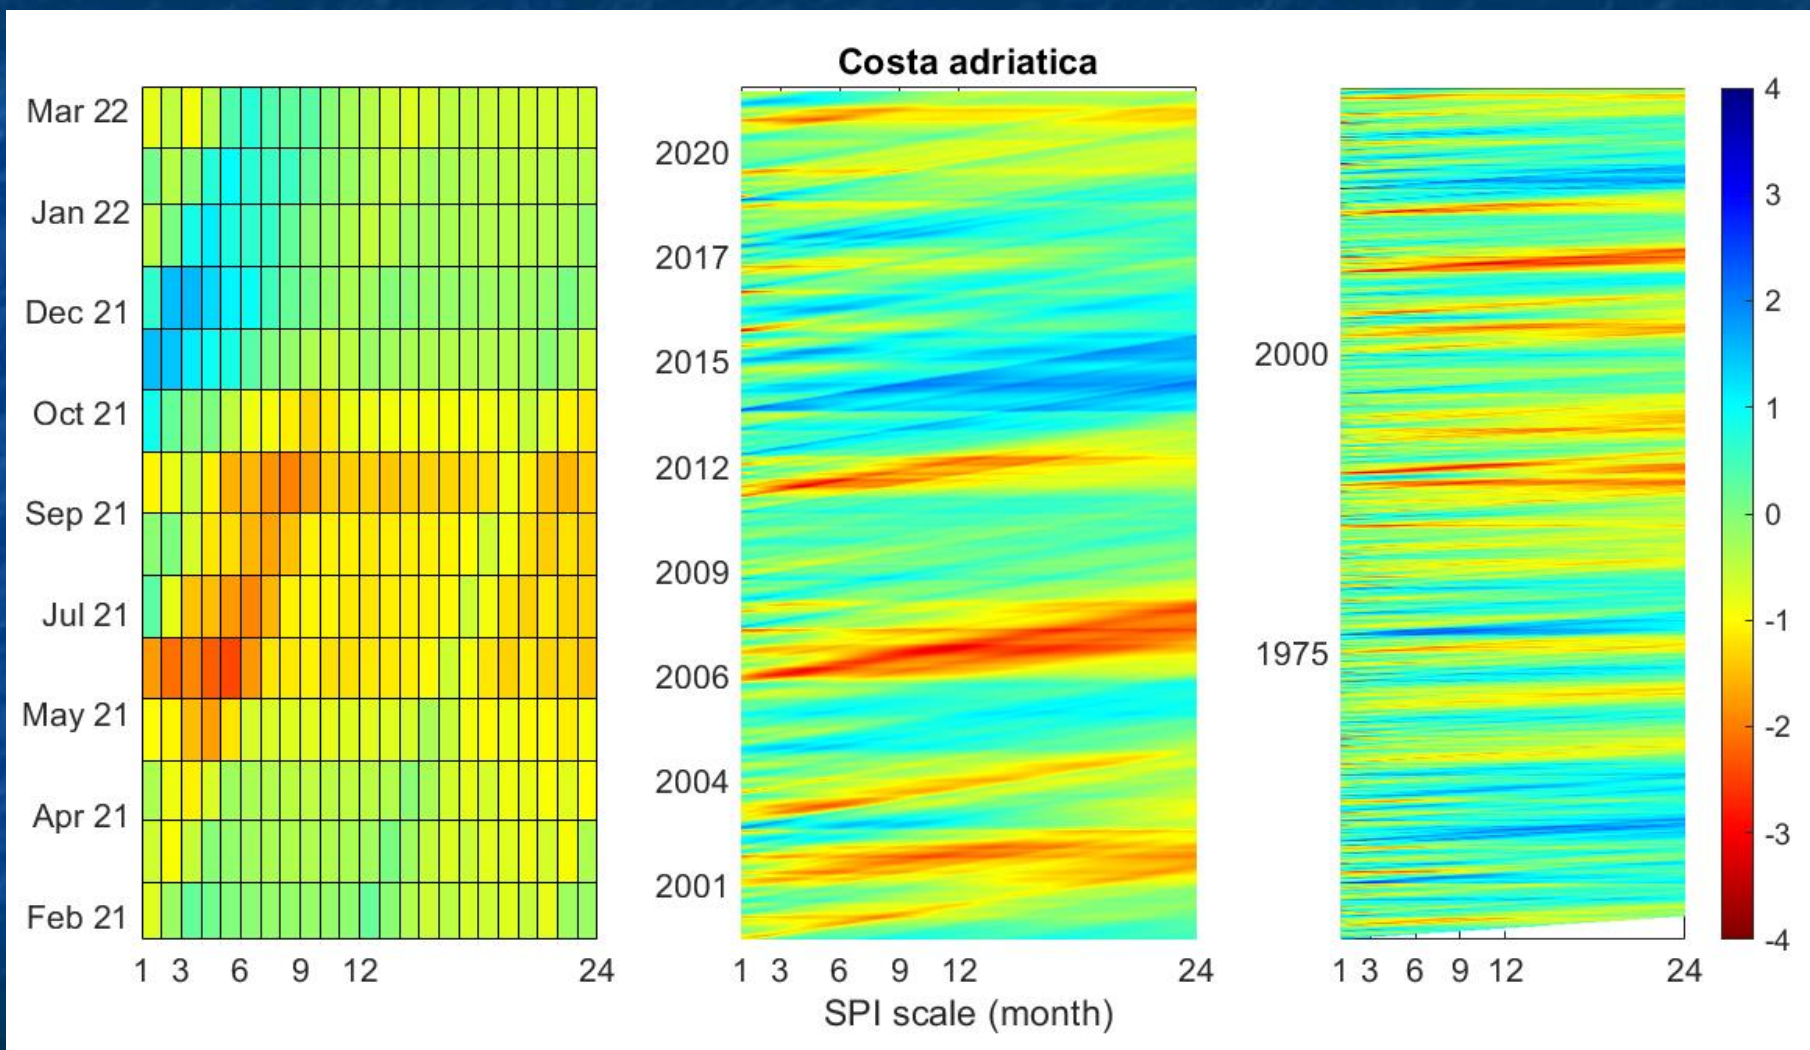 Costa adriatica
Mar 22
Jan 22
Dec 21
Oct 21
Sep 21
Jul 21
May 21
Apr 21
Feb 21
1 3 6 9 12 24
2020
2017
2015
2012
2009
2006
2004
2001
1 3 6 9 12 24
SPI scale (month)
2000
1975
1 3 6 9 12 24
4
3
2
1
0
-1
-2
-3
-4